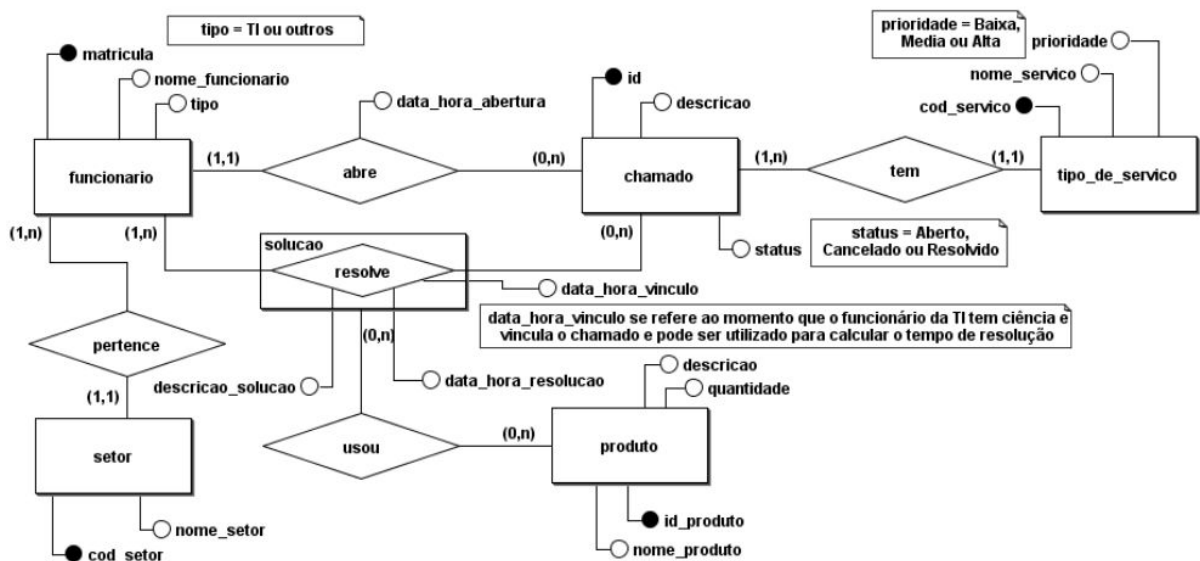 tipo = TI ou outros
prioridade = Baixa,
Media ou Alta
prioridade
matricula
nome_funcionario
tipo
data_hora_abertura
id
descricao
nome_servico
cod_servico
funcionario
(1,1)
abre
(0,n)
chamado
(1,n)
tem
(1,1)
tipo_de_servico
(1,n)
(1,n)
solucao
resolve
(0,n)
status
status = Aberto,
Cancelado ou Resolvido
data_hora_vinculo
data_hora_vinculo se refere ao momento que o funcionário da TI tem ciência e
vincula o chamado e pode ser utilizado para calcular o tempo de resolução
pertence
(0,n)
descricao_solucao
data_hora_resolucao
descricao
quantidade
(1,1)
setor
usou
(0,n)
produto
nome_setor
cod_setor
id_produto
nome_produto